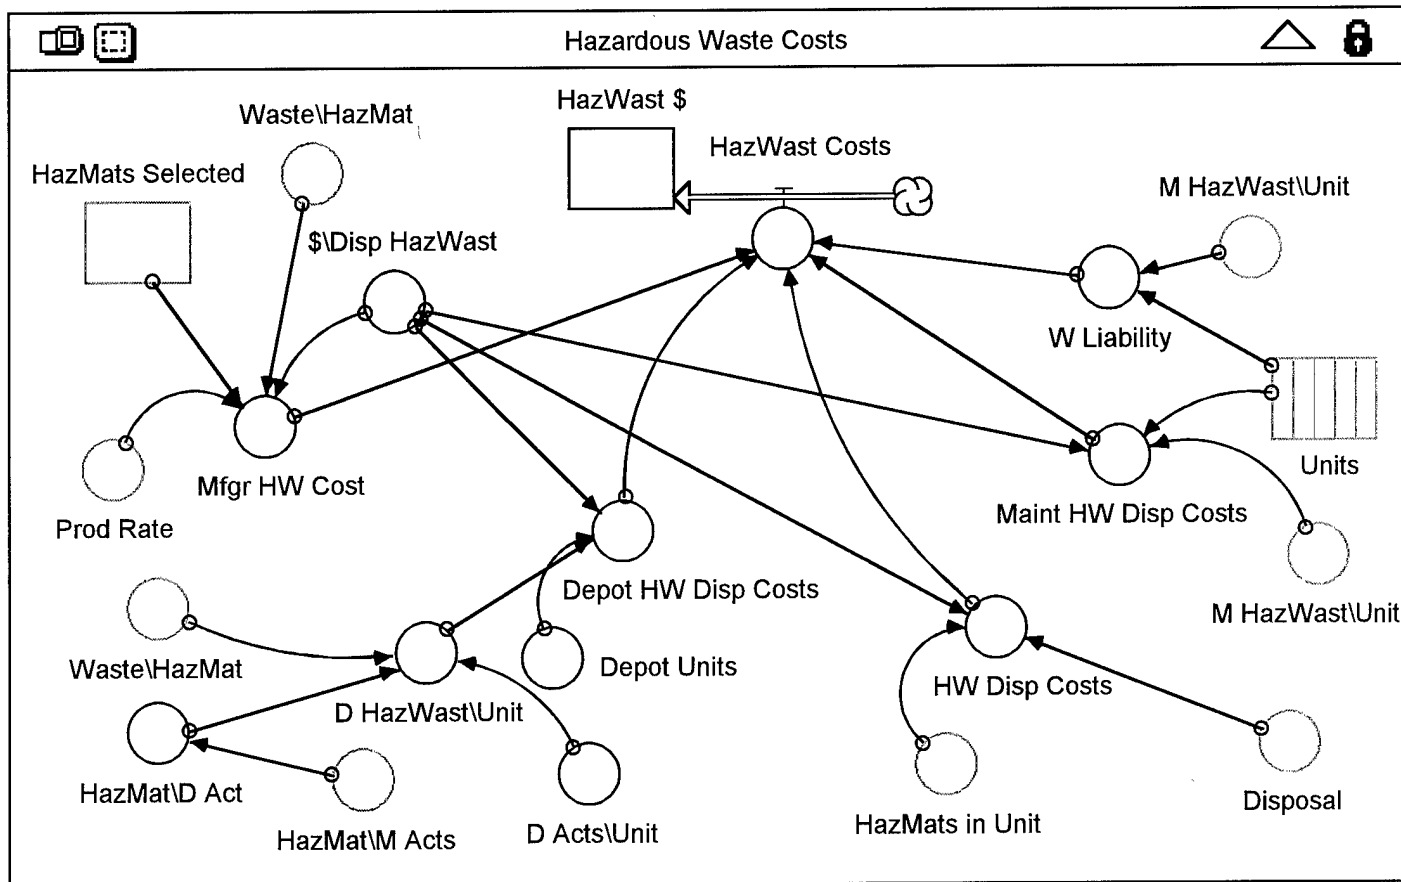 Hazardous Waste Costs
HazWast $
Waste\HazMat
HazWast Costs
HazMats Selected
M HazWast\Unit
$\Disp HazWast
W Liability
Units
Mfgr HW Cost
Maint HW Disp Costs
Prod Rate
Depot HW Disp Costs
M HazWast\Unit
Waste\HazMat
Depot Units
HW Disp Costs
D HazWast\Unit
HazMat\D Act
Disposal
HazMats in Unit
D Acts\Unit
HazMat\M Acts